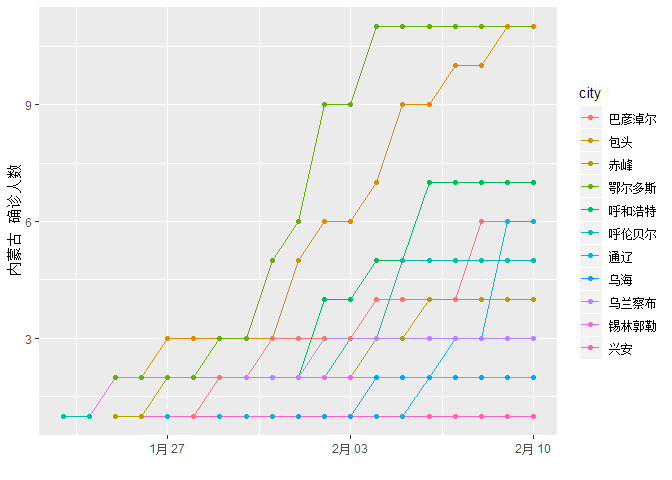 内蒙古 确诊人数
9
6
3
1月 27
2月 03
2月 10
city
巴彦淖尔
包头
赤峰
鄂尔多斯
呼和浩特
呼伦贝尔
通辽
乌海
乌兰察布
锡林郭勒
兴安